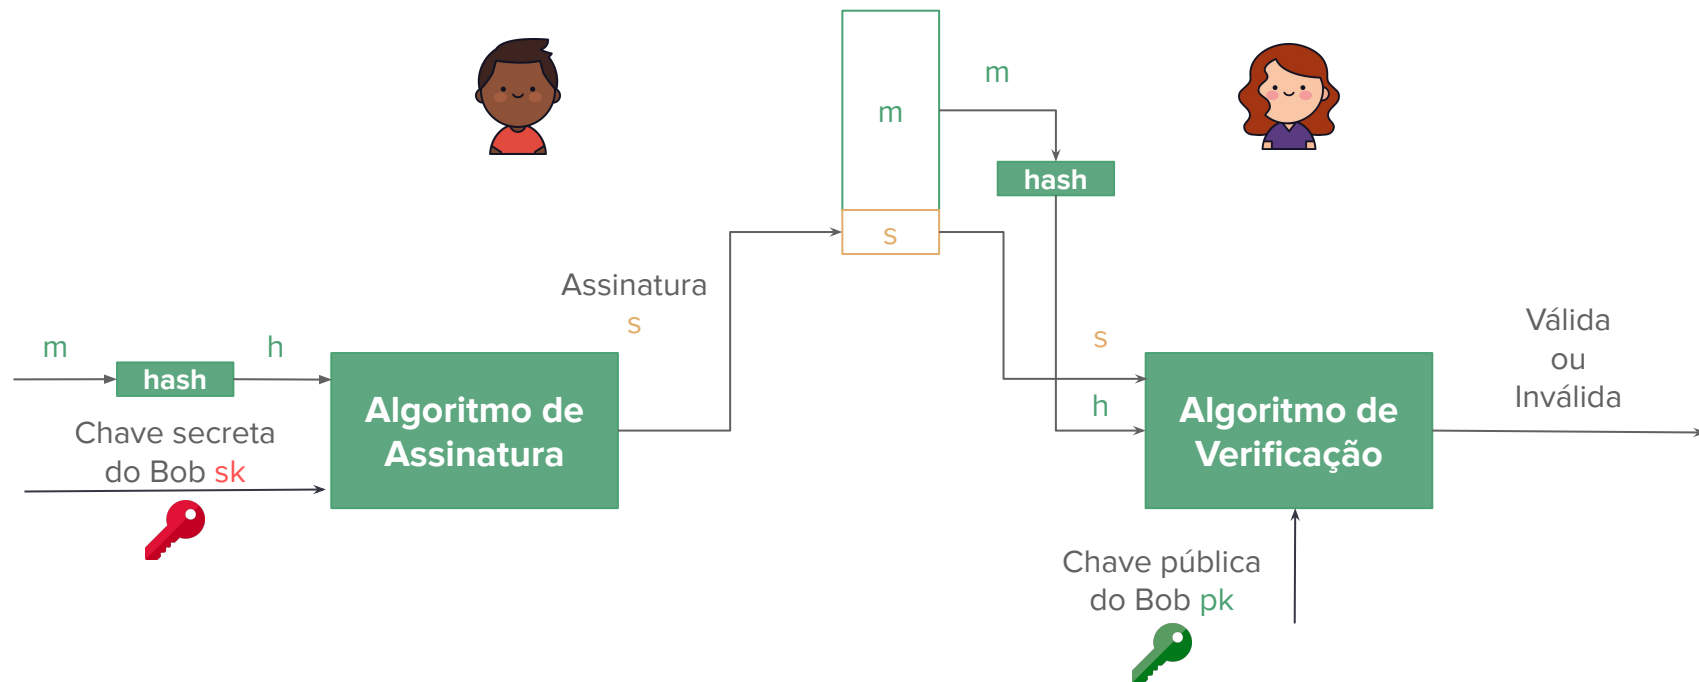 m
h
hash
Chave secreta
do Bob sk
Algoritmo de
Assinatura
Assinatura
s
m
s
m
hash
s
h
Algoritmo de
Verificação
Chave pública
do Bob pk
Válida
ou
Inválida